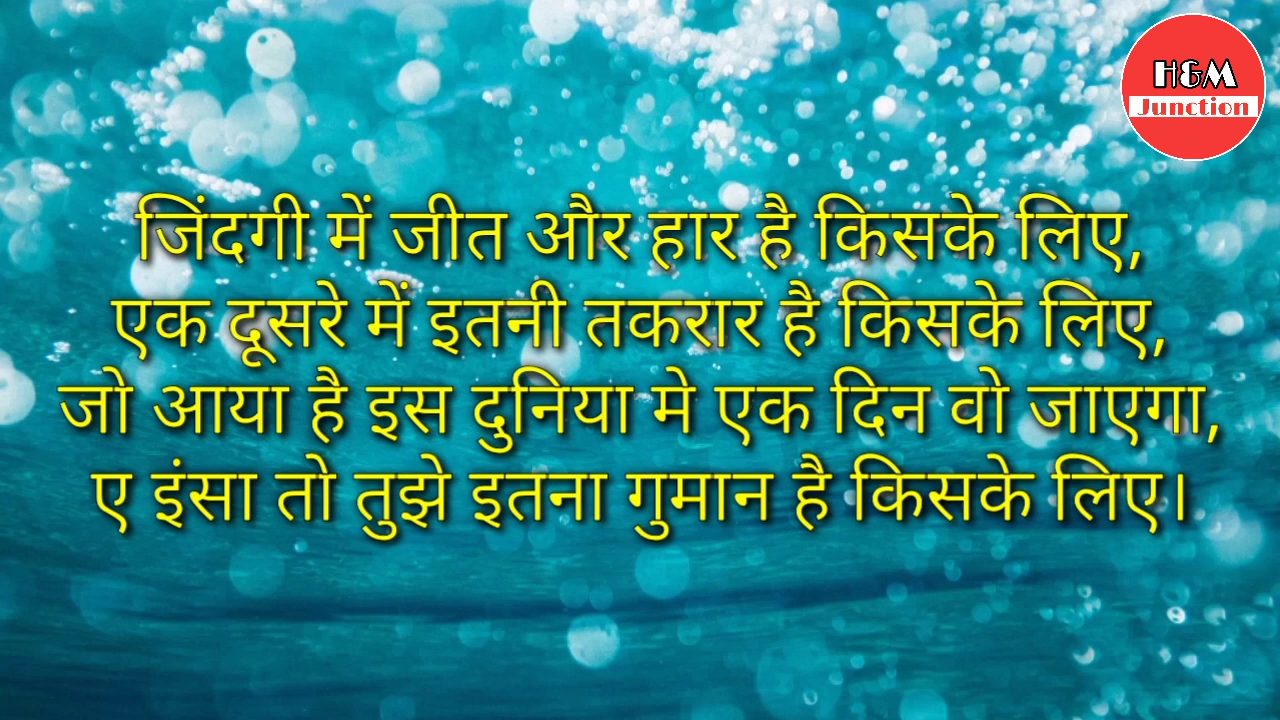 H&M
Junction
जिंदगी में जीत और हार है किसके लिए,
एक दूसरे में इतनी तकरार है किसके लिए,
जो आया है इस दुनिया मे एक दिन वो जाएगा,
ए इंसा तो तुझे इतना गुमान है किसके लिए।